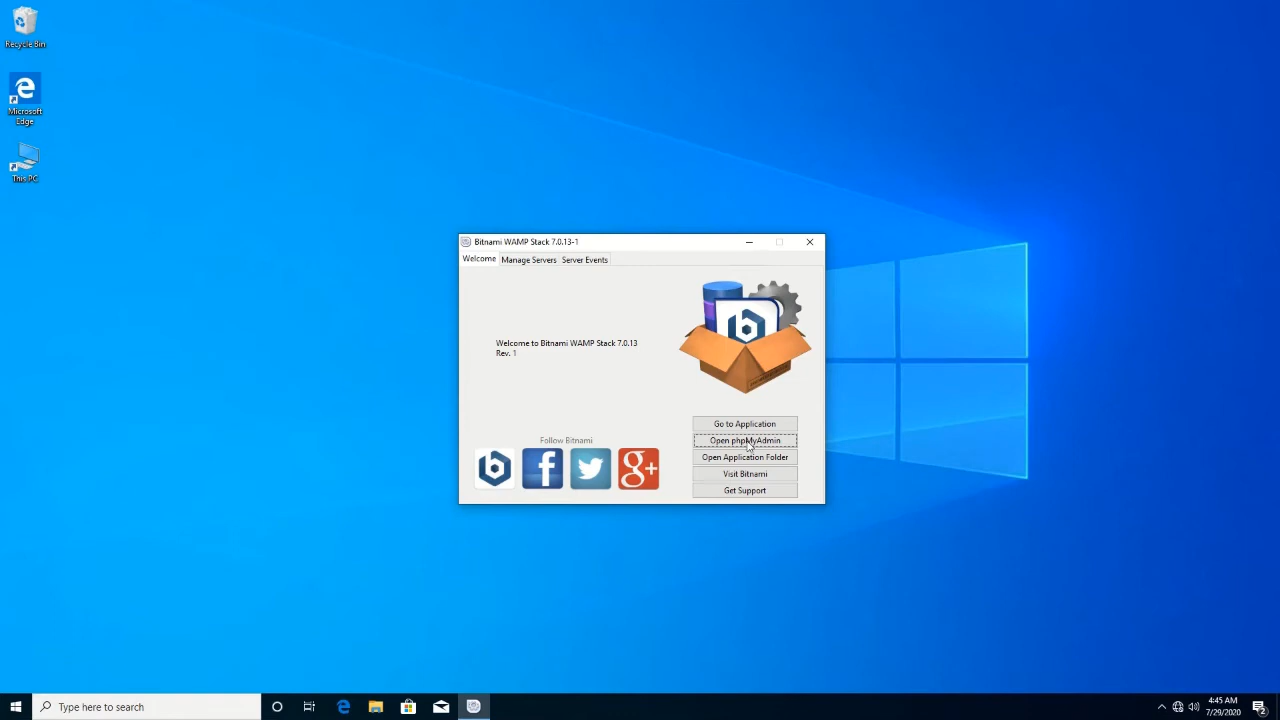 Recycle Bin
Microsoft
Edge
This PC
Bitnami WAMP Stack 7.0.13-1
Welcome
Manage Servers
Server Events
Welcome to Bitnami WAMP Stack 7.0.13
Rev. 1
Go to Application
Open phpMyAdmin
Open Application Folder
Visit Bitnami
Get Support
Follow Bitnami
Type here to search
4:45 AM
7/29/2020
2